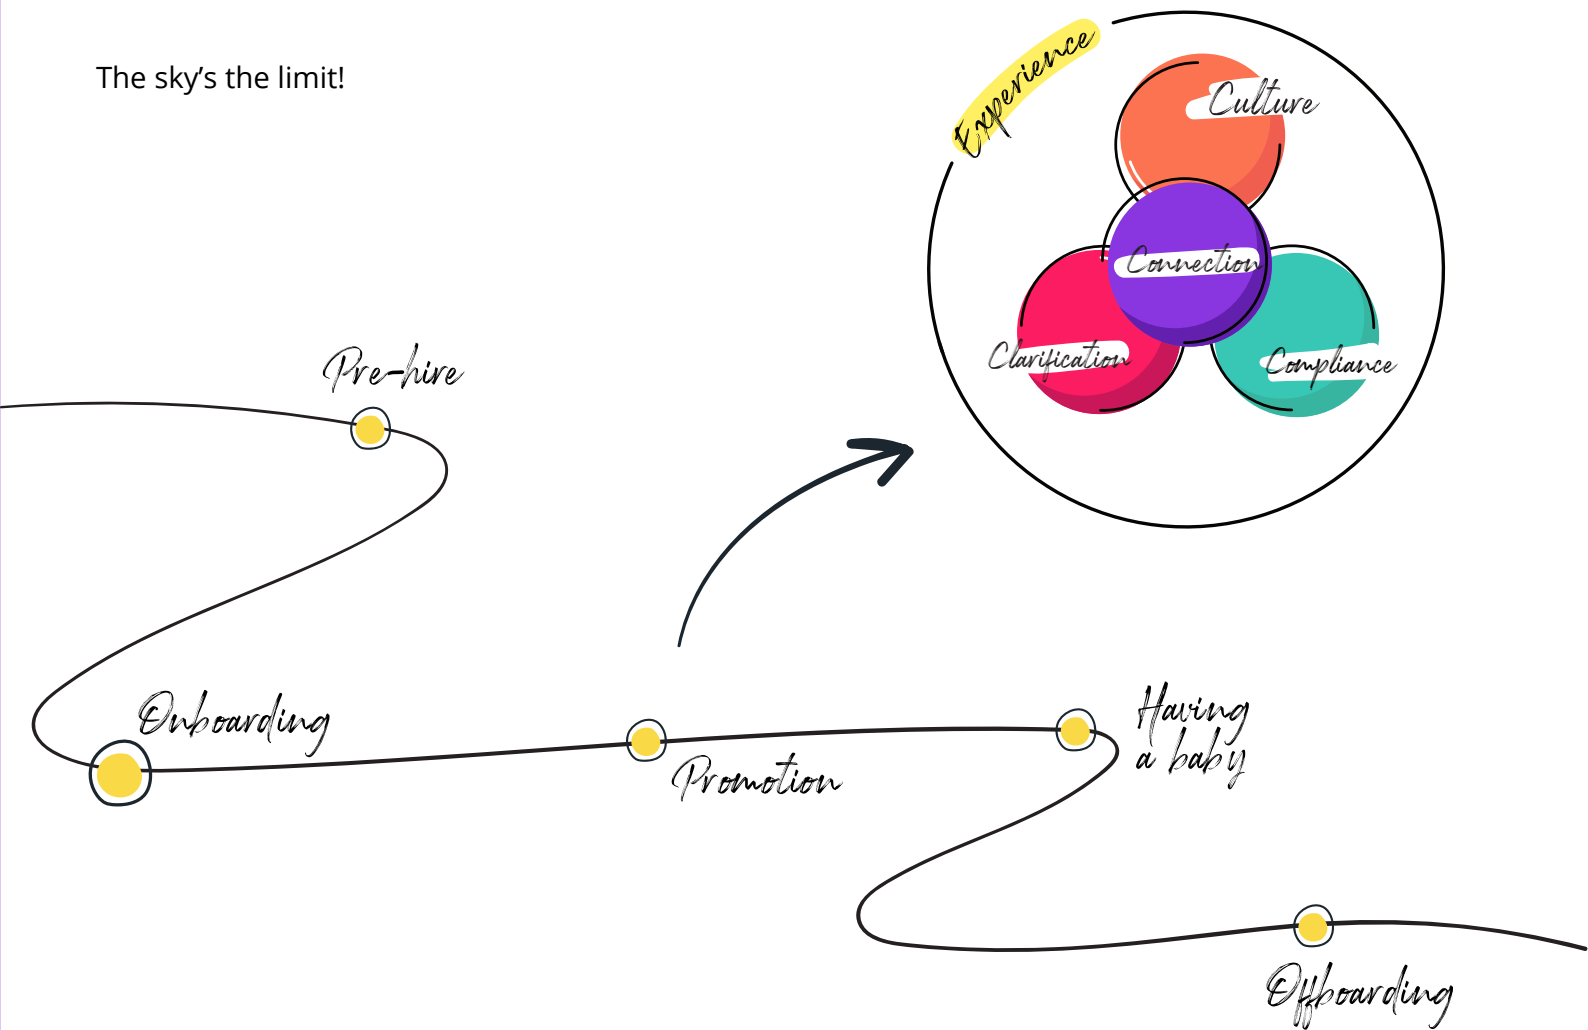 The sky’s the limit!
Experience
Culture
Connection
Clarification
Compliance
Pre-hire
Onboarding
Promotion
Having
a baby
Offboarding